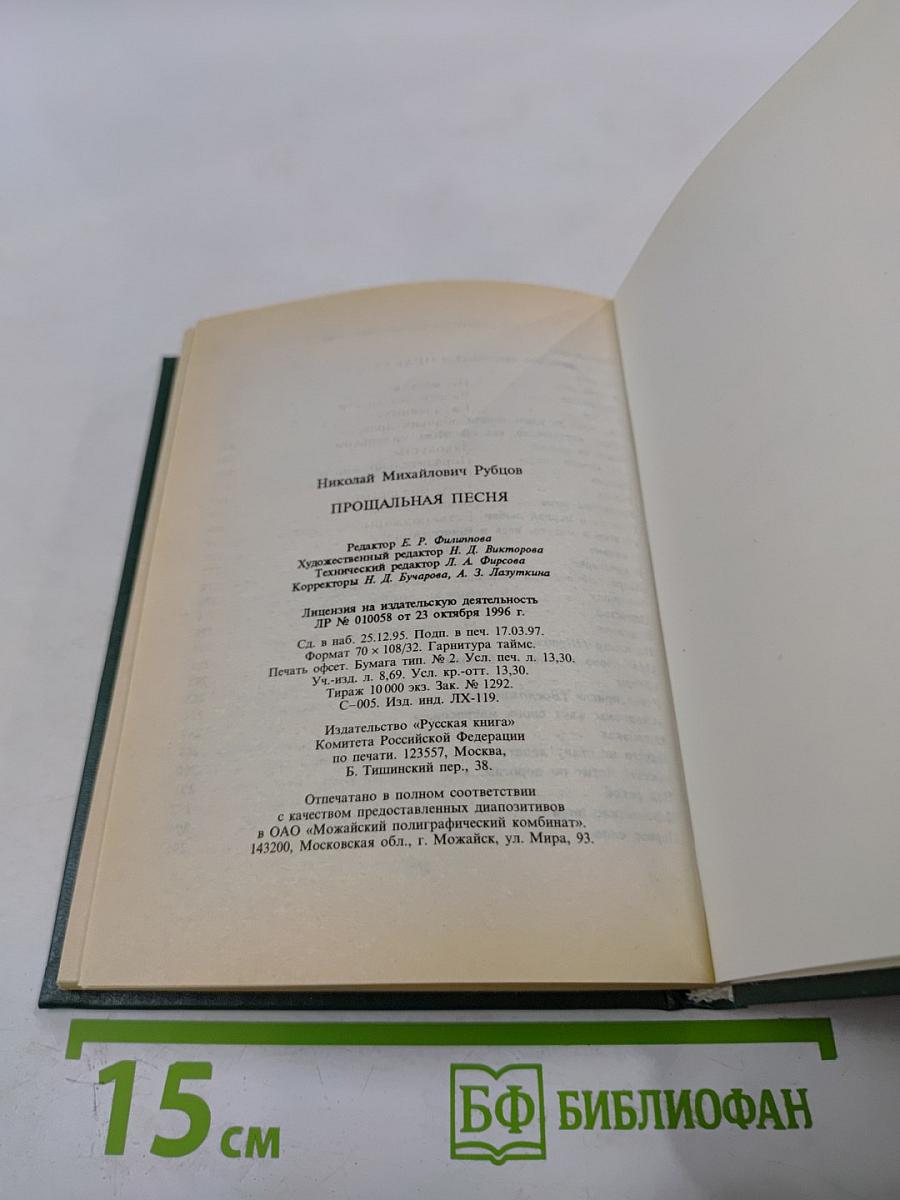 Николай Михайлович Рубцов
ПРОЩАЛЬНАЯ ПЕСНЯ
Редактор Е. Р. Филиппова
Художественный редактор Н. Д. Викторова
Технический редактор Л. А. Фирсова
Корректоры Н. Д. Бучарова, А. З. Лазуткина
Лицензия на издательскую деятельность
ЛР № 010058 от 23 октября 1996 г.
Сд. в наб. 25.12.95. Подп. в печ. 17.03.97.
Формат 70 × 108/32. Гарнитура таймс.
Печать офсет. Бумага тип. № 2. Усл. печ. л. 13,30.
Уч.-изд. л. 8,69. Усл. кр.-отт. 13,30.
Тираж 10 000 экз. Зак. № 1292.
С–005. Изд. инд. ЛХ-119.
Издательство «Русская книга»
Комитета Российской Федерации
по печати. 123557, Москва,
Б. Тишинский пер., 38.
Отпечатано в полном соответствии
с качеством предоставленных диапозитивов
в ОАО «Можайский полиграфический комбинат».
143200, Московская обл., г. Можайск, ул. Мира, 93.
15 см
БФ БИБЛИОФАН